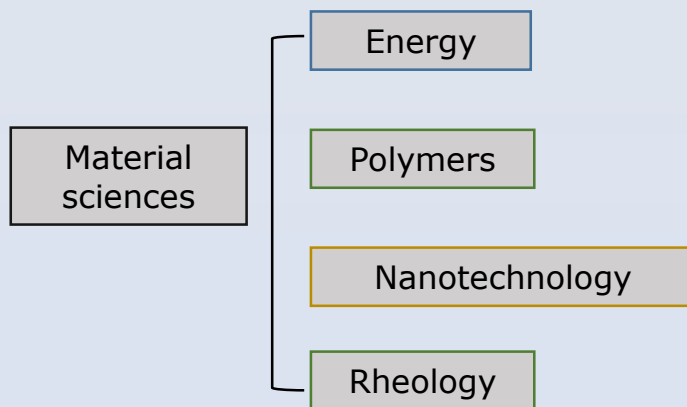 Material
sciences
Energy
Polymers
Nanotechnology
Rheology